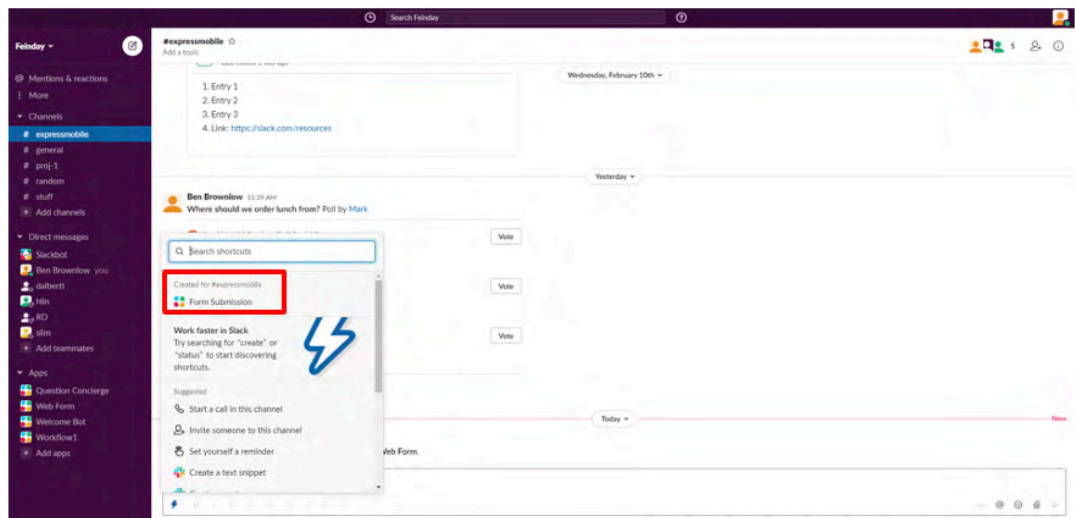 Search Feinday
Feinday
Mentions & reactions
More
Channels
# expressmobile
# general
# proj-1
# random
# stuff
+ Add channels
Direct messages
Slackbot
Ben Brownlow you
dalberti
hlin
RD
slim
+ Add teammates
Apps
Question Concierge
Web Form
Welcome Bot
Workflow1
+ Add apps
#expressmobile
Add a topic
5
Wednesday, February 10th
1. Entry 1
2. Entry 2
3. Entry 3
4. Link: https://slack.com/resources
Yesterday
Ben Brownlow 11:29 AM
Where should we order lunch from? Poll by Mark
Vote
Vote
Vote
Search shortcuts
Created for #expressmobile
Form Submission
Work faster in Slack
Try searching for "create" or
"status" to start discovering
shortcuts.
Suggested
Start a call in this channel
Invite someone to this channel
Set yourself a reminder
Create a text snippet
Today
New
Web Form.